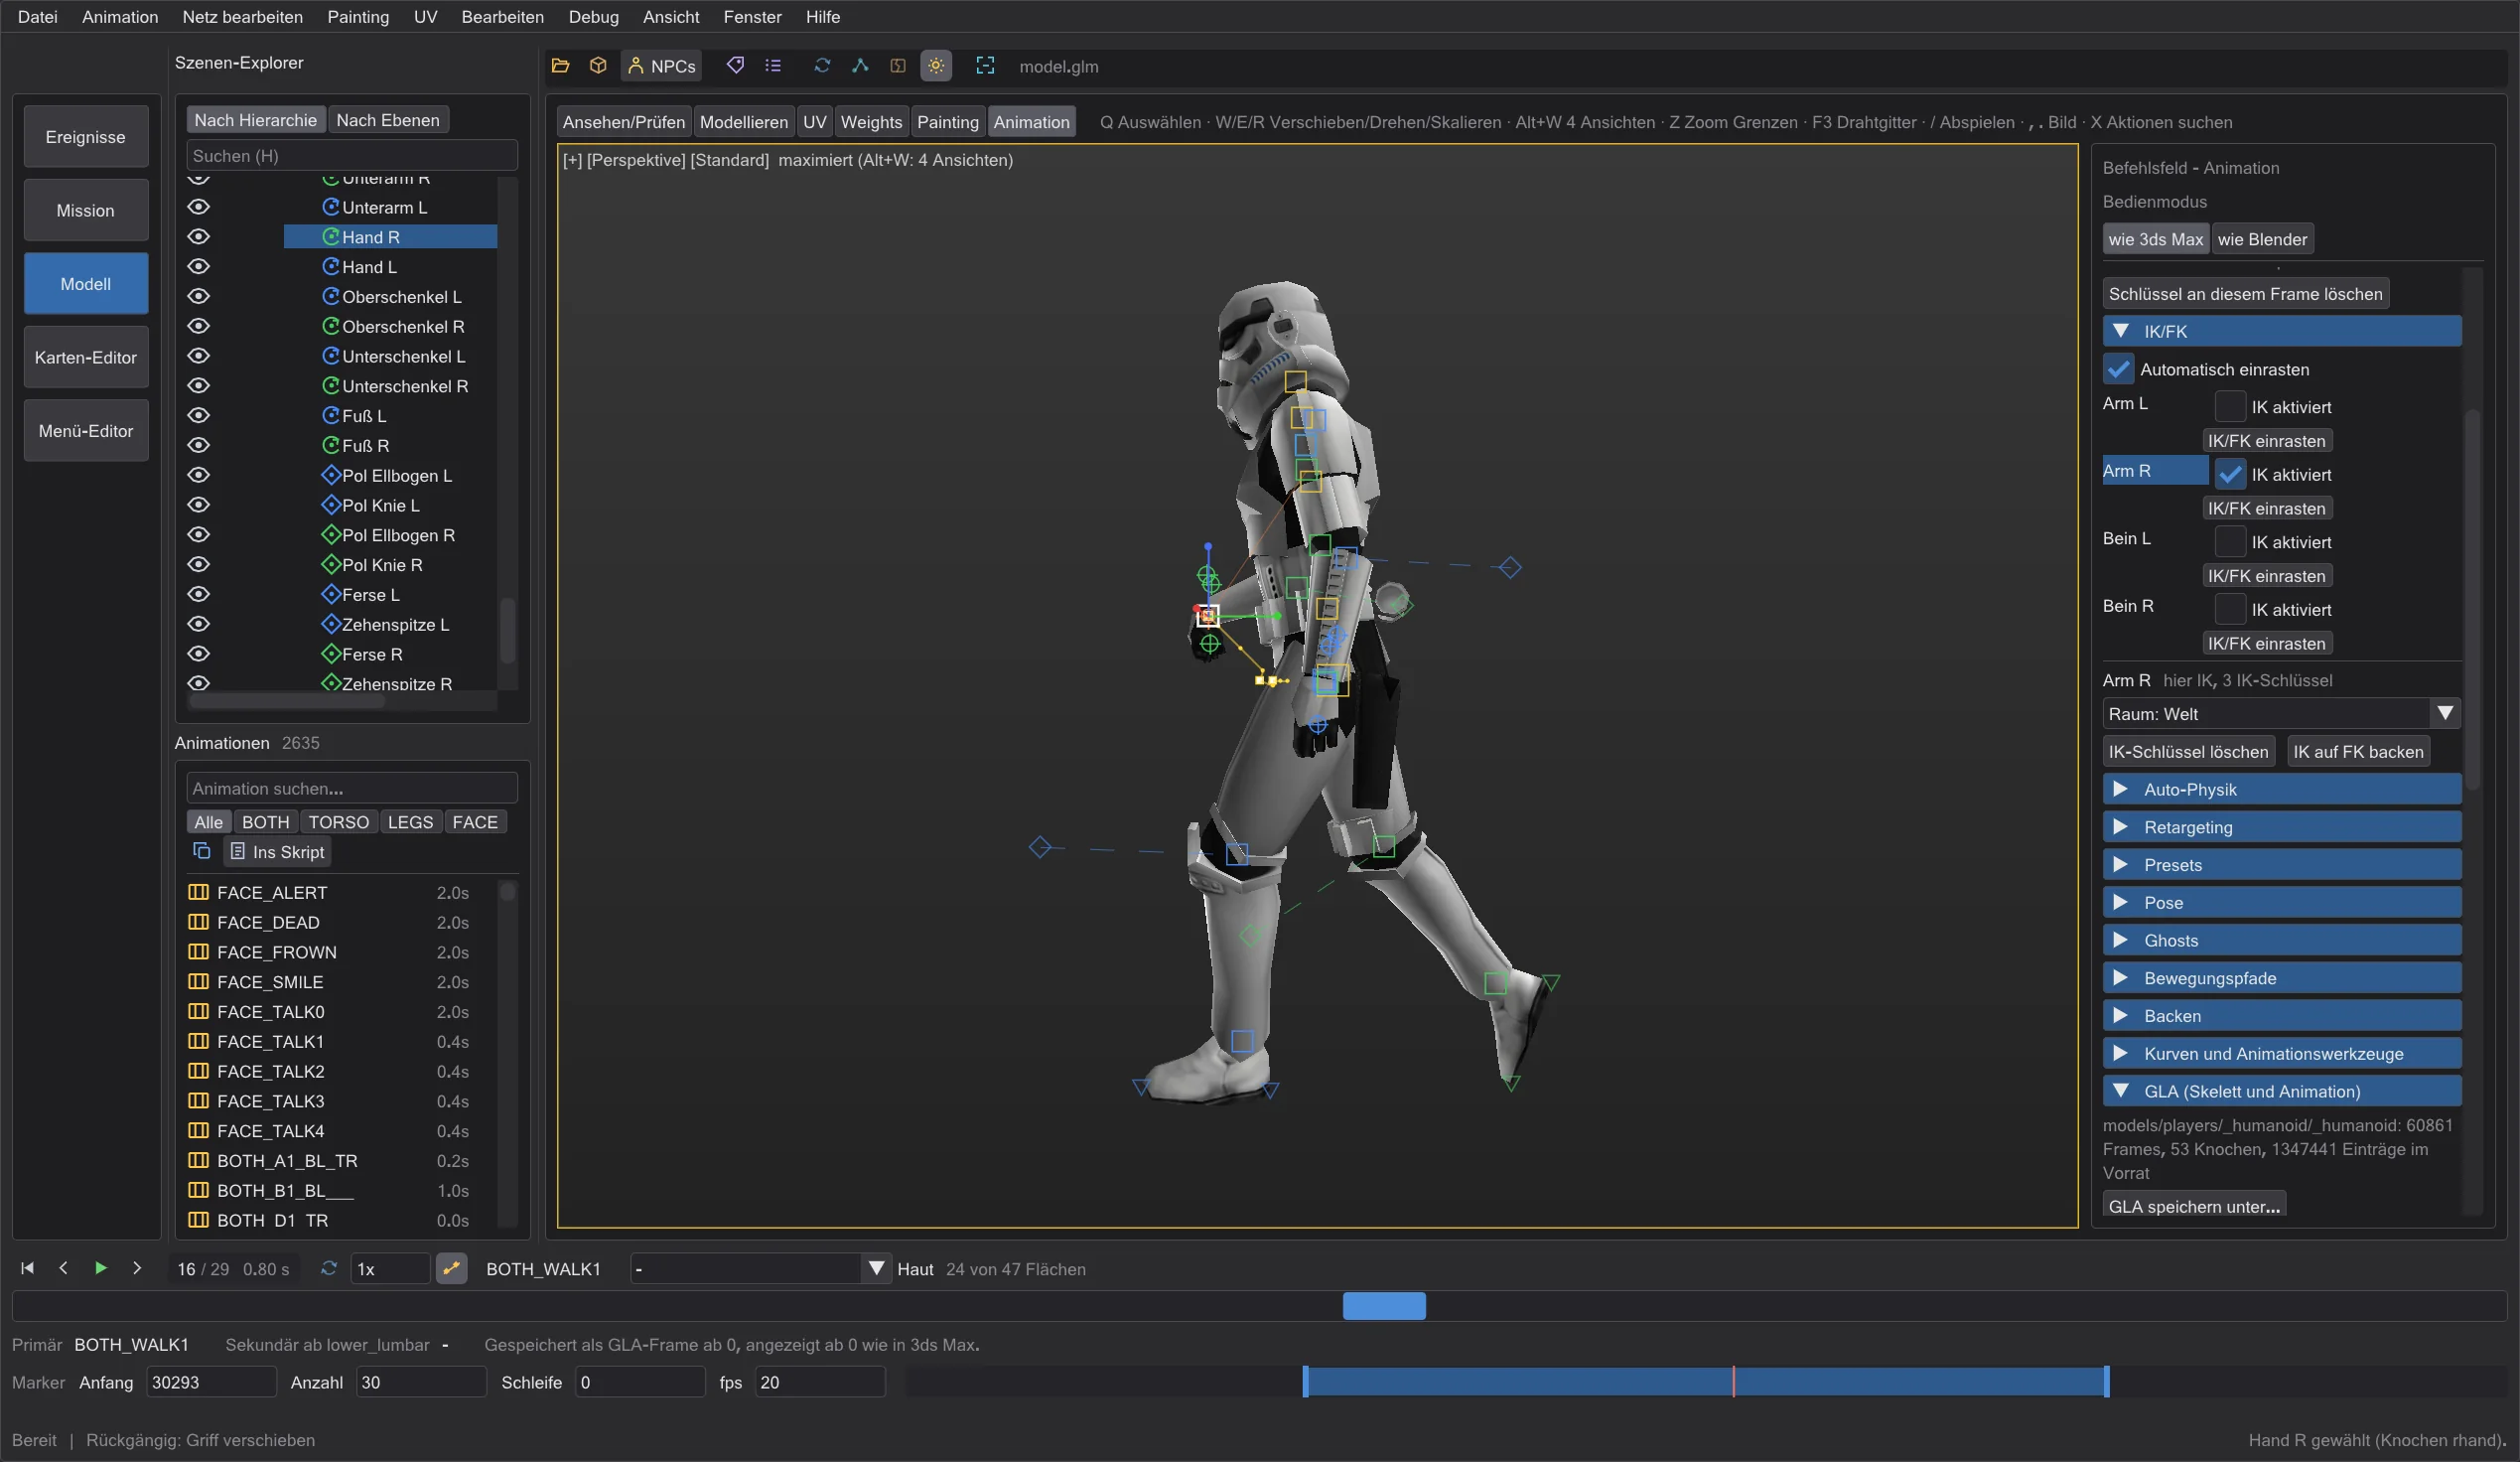 Datei Animation Netz bearbeiten Painting UV Bearbeiten Debug Ansicht Fenster Hilfe
Szenen-Explorer
NPCs model.glm
Ereignisse
Mission
Modell
Karten-Editor
Menü-Editor
Nach Hierarchie Nach Ebenen
Suchen (H)
Unterarm R
Unterarm L
Hand R
Hand L
Oberschenkel L
Oberschenkel R
Unterschenkel L
Unterschenkel R
Fuß L
Fuß R
Pol Ellbogen L
Pol Knie L
Pol Ellbogen R
Pol Knie R
Ferse L
Zehenspitze L
Ferse R
Zehenspitze R
Animationen 2635
Animation suchen...
Alle BOTH TORSO LEGS FACE
Ins Skript
FACE_ALERT 2.0s
FACE_DEAD 2.0s
FACE_FROWN 2.0s
FACE_SMILE 2.0s
FACE_TALK0 2.0s
FACE_TALK1 0.4s
FACE_TALK2 0.4s
FACE_TALK3 0.4s
FACE_TALK4 0.4s
BOTH_A1_BL_TR 0.2s
BOTH_B1_BL___ 1.0s
BOTH_D1_TR 0.0s
Ansehen/Prüfen Modellieren UV Weights Painting Animation Q Auswählen · W/E/R Verschieben/Drehen/Skalieren · Alt+W 4 Ansichten · Z Zoom Grenzen · F3 Drahtgitter · / Abspielen · , . Bild · X Aktionen suchen
[+] [Perspektive] [Standard] maximiert (Alt+W: 4 Ansichten)
Befehlsfeld - Animation
Bedienmodus
wie 3ds Max wie Blender
Schlüssel an diesem Frame löschen
IK/FK
Automatisch einrasten
Arm L IK aktiviert
IK/FK einrasten
Arm R IK aktiviert
IK/FK einrasten
Bein L IK aktiviert
IK/FK einrasten
Bein R IK aktiviert
IK/FK einrasten
Arm R hier IK, 3 IK-Schlüssel
Raum: Welt
IK-Schlüssel löschen IK auf FK backen
Auto-Physik
Retargeting
Presets
Pose
Ghosts
Bewegungspfade
Backen
Kurven und Animationswerkzeuge
GLA (Skelett und Animation)
models/players/_humanoid/_humanoid: 60861
Frames, 53 Knochen, 1347441 Einträge im
Vorrat
GLA speichern unter...
16 / 29 0.80 s 1x BOTH_WALK1 - Haut 24 von 47 Flächen
Primär BOTH_WALK1 Sekundär ab lower_lumbar - Gespeichert als GLA-Frame ab 0, angezeigt ab 0 wie in 3ds Max.
Marker Anfang 30293 Anzahl 30 Schleife 0 fps 20
Bereit | Rückgängig: Griff verschieben Hand R gewählt (Knochen rhand).